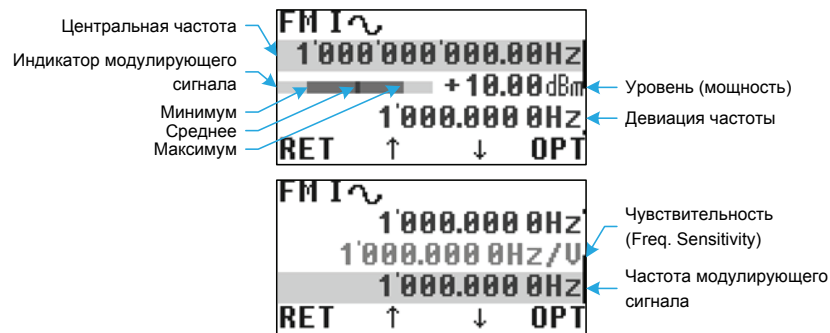 Центральная частота
Индикатор модулирующего
сигнала
Минимум
Среднее
Максимум
FM I
1'000'000'000.00Hz
+10.00dBm
1'000.000 0Hz
RET ↑ ↓ OPT
Уровень (мощность)
Девиация частоты
FM I
1'000.000 0Hz
1'000.000 0Hz/V
1'000.000 0Hz
RET ↑ ↓ OPT
Чувствительность
(Freq. Sensitivity)
Частота модулирующего
сигнала